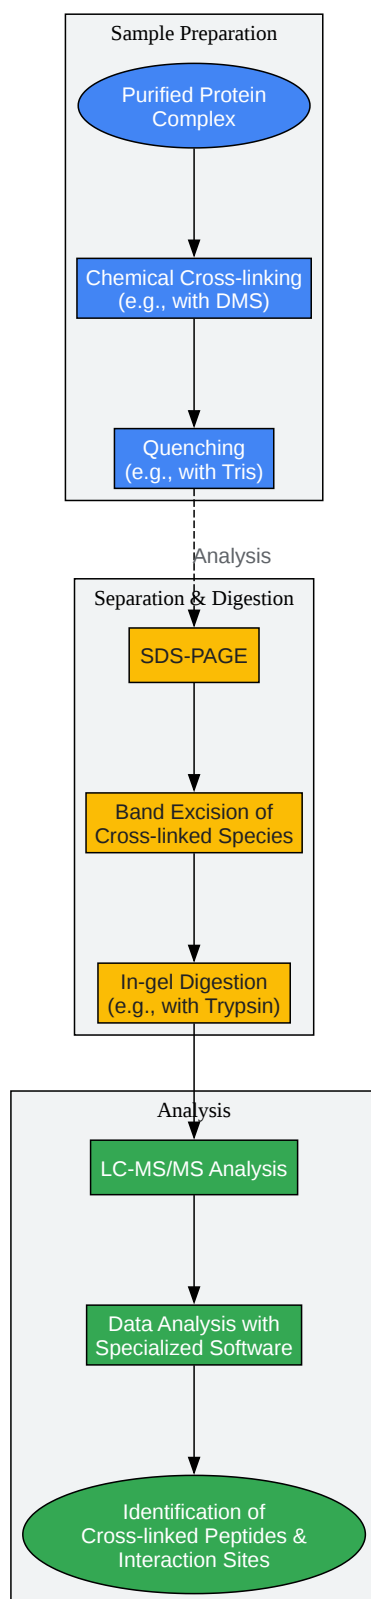 Sample Preparation
Purified Protein
Complex
Chemical Cross-linking
(e.g., with DMS)
Quenching
(e.g., with Tris)
Analysis
Separation & Digestion
SDS-PAGE
Band Excision of
Cross-linked Species
In-gel Digestion
(e.g., with Trypsin)
Analysis
LC-MS/MS Analysis
Data Analysis with
Specialized Software
Identification of
Cross-linked Peptides &
Interaction Sites